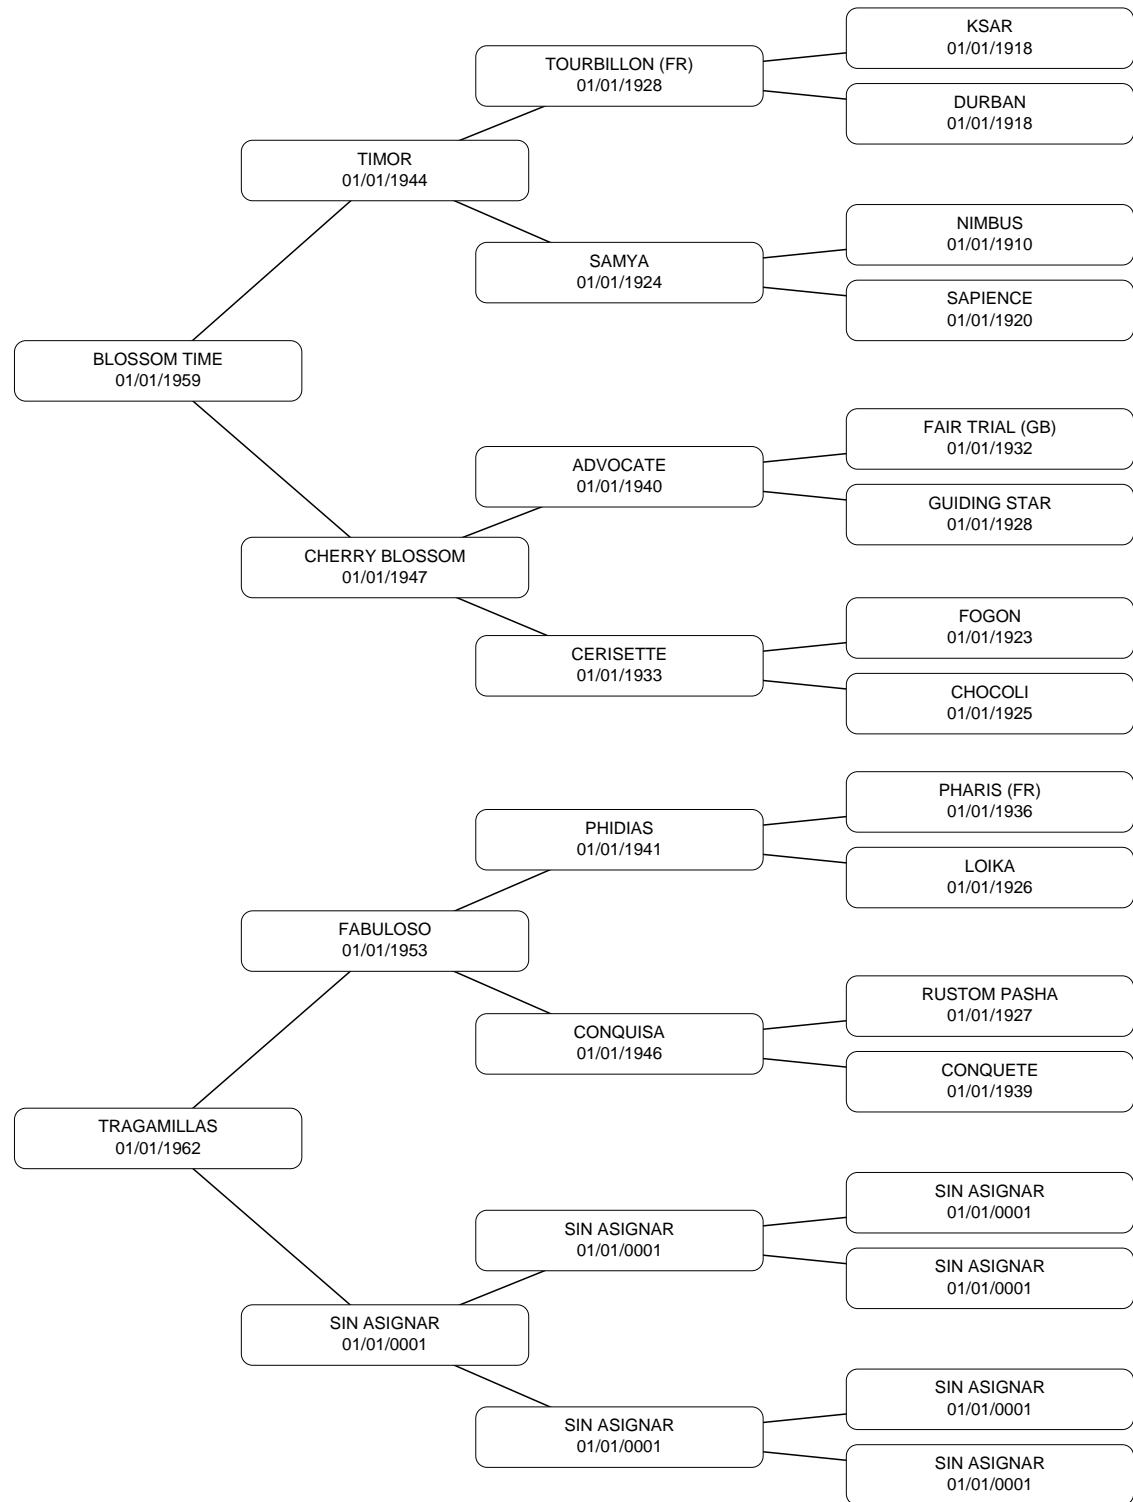 KSAR
01/01/1918
TOURBILLON (FR)
01/01/1928
DURBAN
01/01/1918
TIMOR
01/01/1944
NIMBUS
01/01/1910
SAMYA
01/01/1924
SAPIENCE
01/01/1920
BLOSSOM TIME
01/01/1959
FAIR TRIAL (GB)
01/01/1932
ADVOCATE
01/01/1940
GUIDING STAR
01/01/1928
CHERRY BLOSSOM
01/01/1947
FOGON
01/01/1923
CERISETTE
01/01/1933
CHOCOLI
01/01/1925
PHARIS (FR)
01/01/1936
PHIDIAS
01/01/1941
LOIKA
01/01/1926
FABULOSO
01/01/1953
RUSTOM PASHA
01/01/1927
CONQUISA
01/01/1946
CONQUETE
01/01/1939
TRAGAMILLAS
01/01/1962
SIN ASIGNAR
01/01/0001
SIN ASIGNAR
01/01/0001
SIN ASIGNAR
01/01/0001
SIN ASIGNAR
01/01/0001
SIN ASIGNAR
01/01/0001
SIN ASIGNAR
01/01/0001
SIN ASIGNAR
01/01/0001